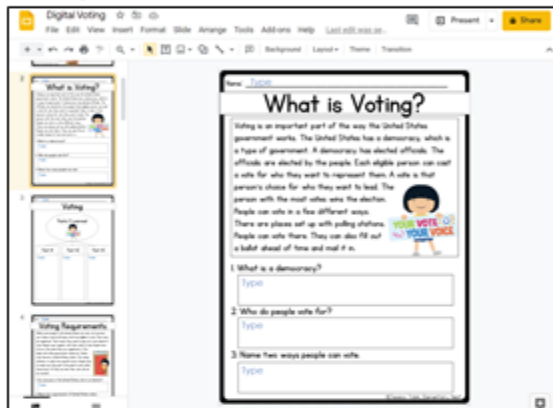 Digital Voting
File Edit View Insert Format Slide Arrange Tools Add-ons Help Last edit was se...
Present
Share
Background Layout Theme Transition
2
What is Voting?
3
Voting
4
Voting Requirements
Name: Type
What is Voting?
Voting is an important part of the way the United States
government works. The United States has a democracy, which is
a type of government. A democracy has elected officials. The
officials are elected by the people. Each eligible person can cast
a vote for who they want to represent them. A vote is that
person's choice for who they want to lead. The
person with the most votes wins the election.
People can vote in a few different ways.
There are places set up with polling stations.
People can vote there. They can also fill out
a ballot ahead of time and mail it in.
YOUR VOTE
YOUR VOICE
1. What is a democracy?
Type
2. Who do people vote for?
Type
3. Name two ways people can vote.
Type